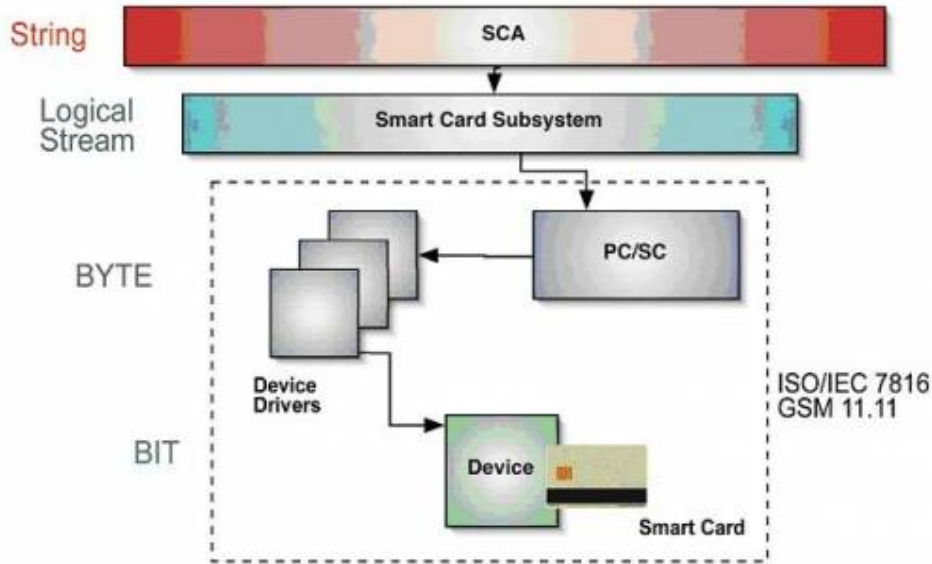 String
SCA
Logical
Stream
Smart Card Subsystem
BYTE
PC/SC
Device
Drivers
ISO/IEC 7816
GSM 11.11
BIT
Device
Smart Card